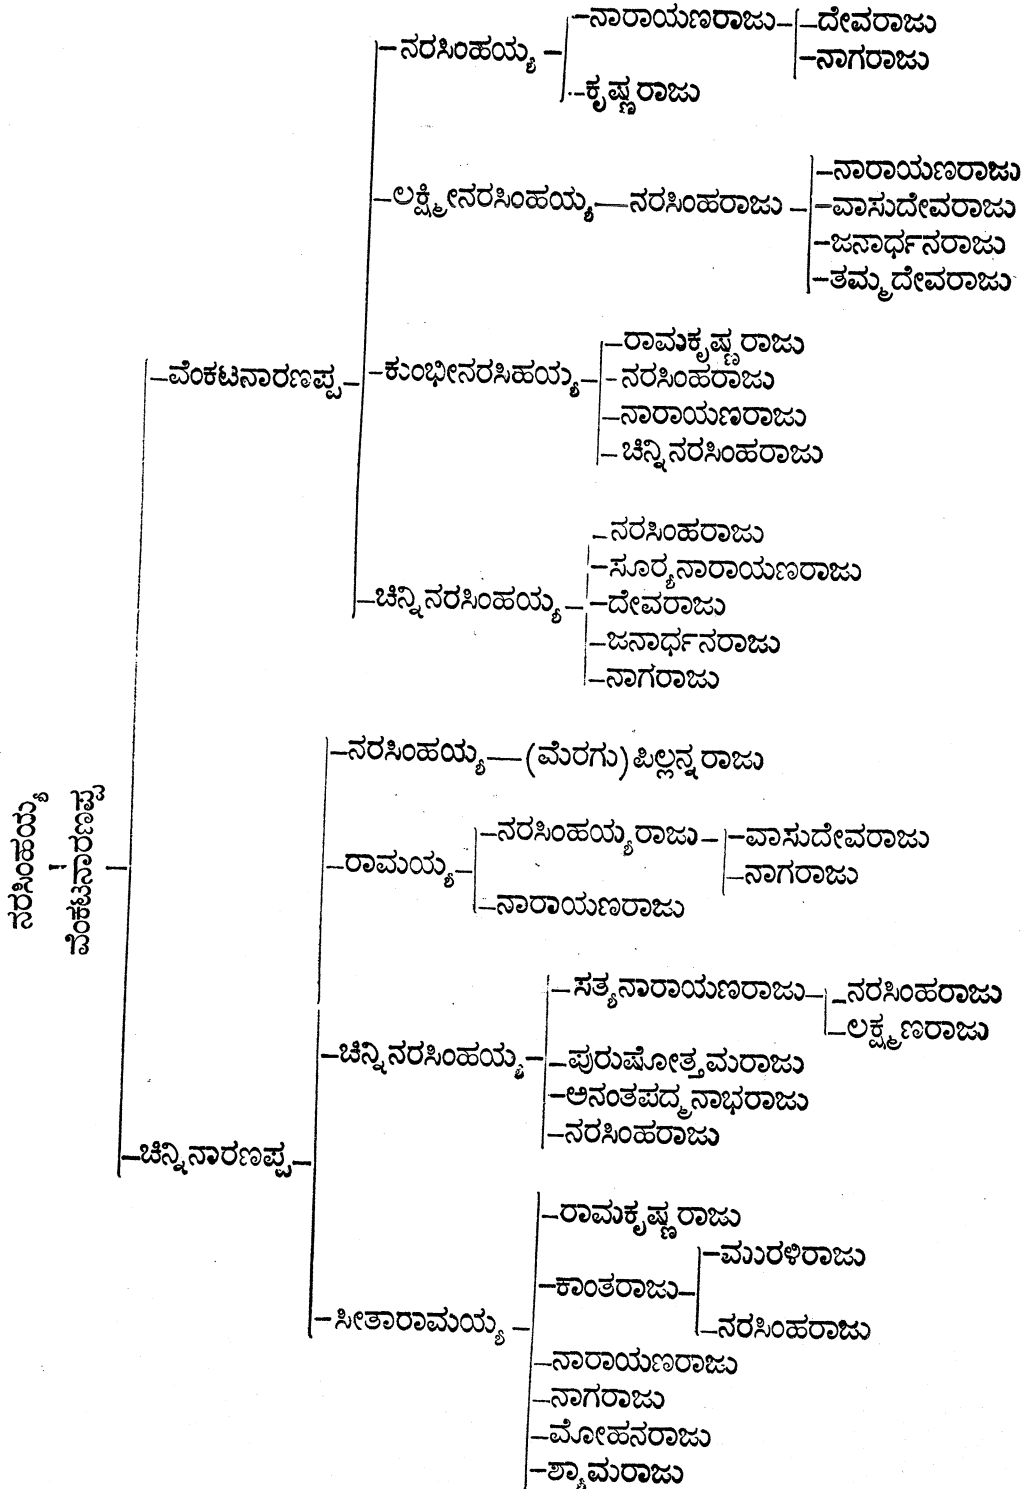 ನರಸಿಂಹಯ್ಯ
ವೆಂಕಟನಾರಣಪ್ಪ
ವೆಂಕಟನಾರಣಪ್ಪ
ನರಸಿಂಹಯ್ಯ
ನಾರಾಯಣರಾಜು
ದೇವರಾಜು
ನಾಗರಾಜು
ಕೃಷ್ಣರಾಜು
ಲಕ್ಷ್ಮೀನರಸಿಂಹಯ್ಯ
ನರಸಿಂಹರಾಜು
ನಾರಾಯಣರಾಜು
ವಾಸುದೇವರಾಜು
ಜನಾರ್ಧನರಾಜು
ತಮ್ಮದೇವರಾಜು
ಕುಂಭೀನರಸಿಹಯ್ಯ
ರಾಮಕೃಷ್ಣರಾಜು
ನರಸಿಂಹರಾಜು
ನಾರಾಯಣರಾಜು
ಚಿನ್ನಿನರಸಿಂಹರಾಜು
ಚಿನ್ನಿನರಸಿಂಹಯ್ಯ
ನರಸಿಂಹರಾಜು
ಸೂರ್ಯನಾರಾಯಣರಾಜು
ದೇವರಾಜು
ಜನಾರ್ಧನರಾಜು
ನಾಗರಾಜು
ಚಿನ್ನಿನಾರಣಪ್ಪ
ನರಸಿಂಹಯ್ಯ
(ಮೆರಗು)ಪಿಲ್ಲನ್ನರಾಜು
ರಾಮಯ್ಯ
ನರಸಿಂಹಯ್ಯರಾಜು
ವಾಸುದೇವರಾಜು
ನಾಗರಾಜು
ನಾರಾಯಣರಾಜು
ಚಿನ್ನಿನರಸಿಂಹಯ್ಯ
ಸತ್ಯನಾರಾಯಣರಾಜು
ನರಸಿಂಹರಾಜು
ಲಕ್ಷ್ಮಣರಾಜು
ಪುರುಷೋತ್ತಮರಾಜು
ಅನಂತಪದ್ಮನಾಭರಾಜು
ನರಸಿಂಹರಾಜು
ಸೀತಾರಾಮಯ್ಯ
ರಾಮಕೃಷ್ಣರಾಜು
ಕಾಂತರಾಜು
ಮುರಳಿರಾಜು
ನರಸಿಂಹರಾಜು
ನಾರಾಯಣರಾಜು
ನಾಗರಾಜು
ಮೋಹನರಾಜು
ಶ್ಯಾಮರಾಜು